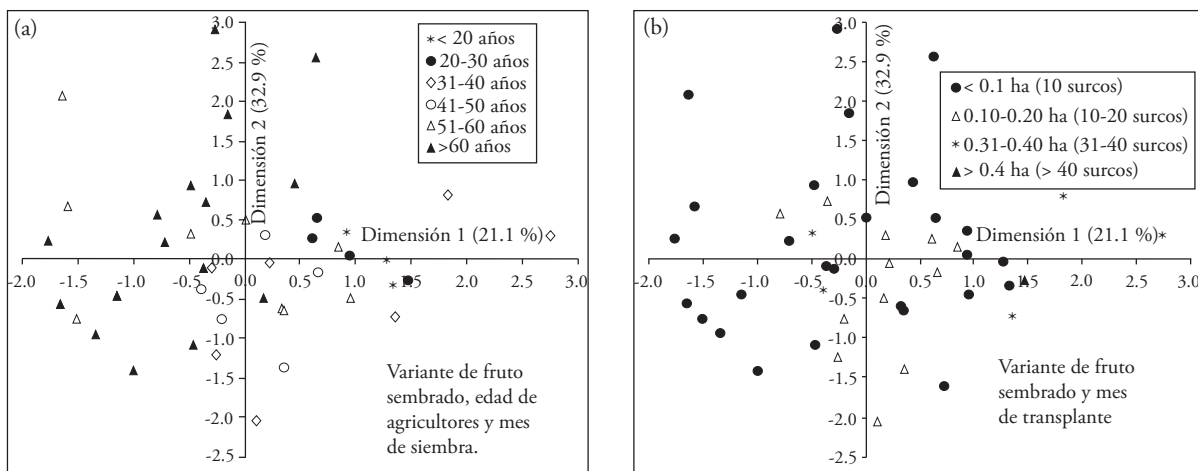 (a)
3.0
2.5
2.0
1.5
1.0
0.5
0.0
-0.5
-1.0
-1.5
-2.0
-2.5
-2.0 -1.5 -1.0 -0.5 0.0 0.5 1.0 1.5 2.0 2.5 3.0
Dimensión 2 (32.9 %)
Dimensión 1 (21.1 %)
< 20 años
20-30 años
31-40 años
41-50 años
51-60 años
>60 años
Variante de fruto
sembrado, edad de
agricultores y mes
de siembra.
(b)
3.0
2.5
2.0
1.5
1.0
0.5
0.0
-0.5
-1.0
-1.5
-2.0
-2.5
-2.0 -1.5 -1.0 -0.5 0.0 0.5 1.0 1.5 2.0 2.5 3.0
Dimensión 2 (32.9 %)
Dimensión 1 (21.1 %)
< 0.1 ha (10 surcos)
0.10-0.20 ha (10-20 surcos)
0.31-0.40 ha (31-40 surcos)
> 0.4 ha (> 40 surcos)
Variante de fruto
sembrado y mes
de transplante